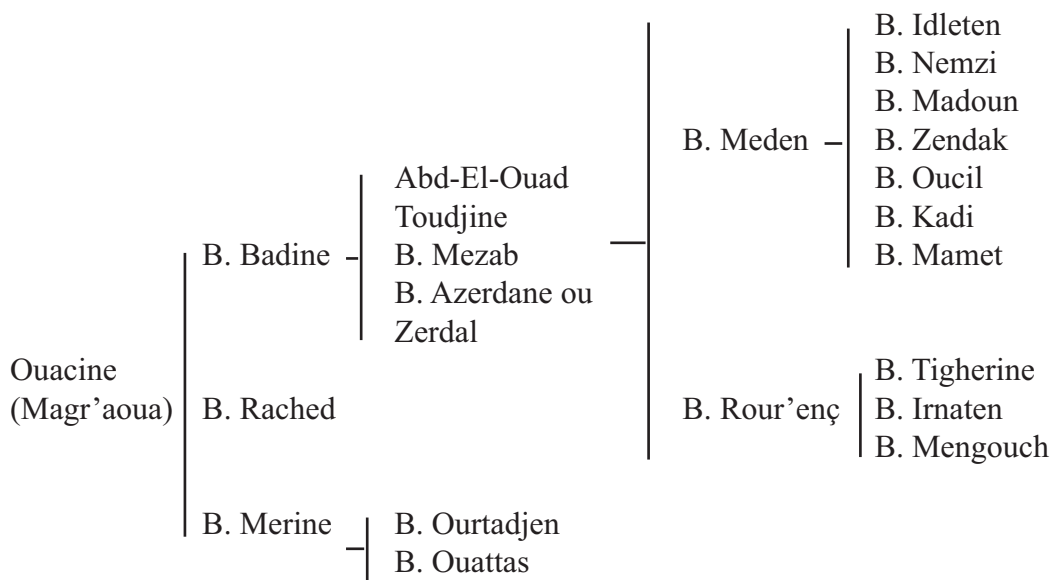 Ouacine
(Magr’aoua)
B. Badine
B. Rached
B. Merine
Abd-El-Ouad
Toudjine
B. Mezab
B. Azerdane ou
Zerdal
B. Ourtadjen
B. Ouattas
B. Meden
B. Rour’enç
B. Idleten
B. Nemzi
B. Madoun
B. Zendak
B. Oucil
B. Kadi
B. Mamet
B. Tigherine
B. Irnaten
B. Mengouch